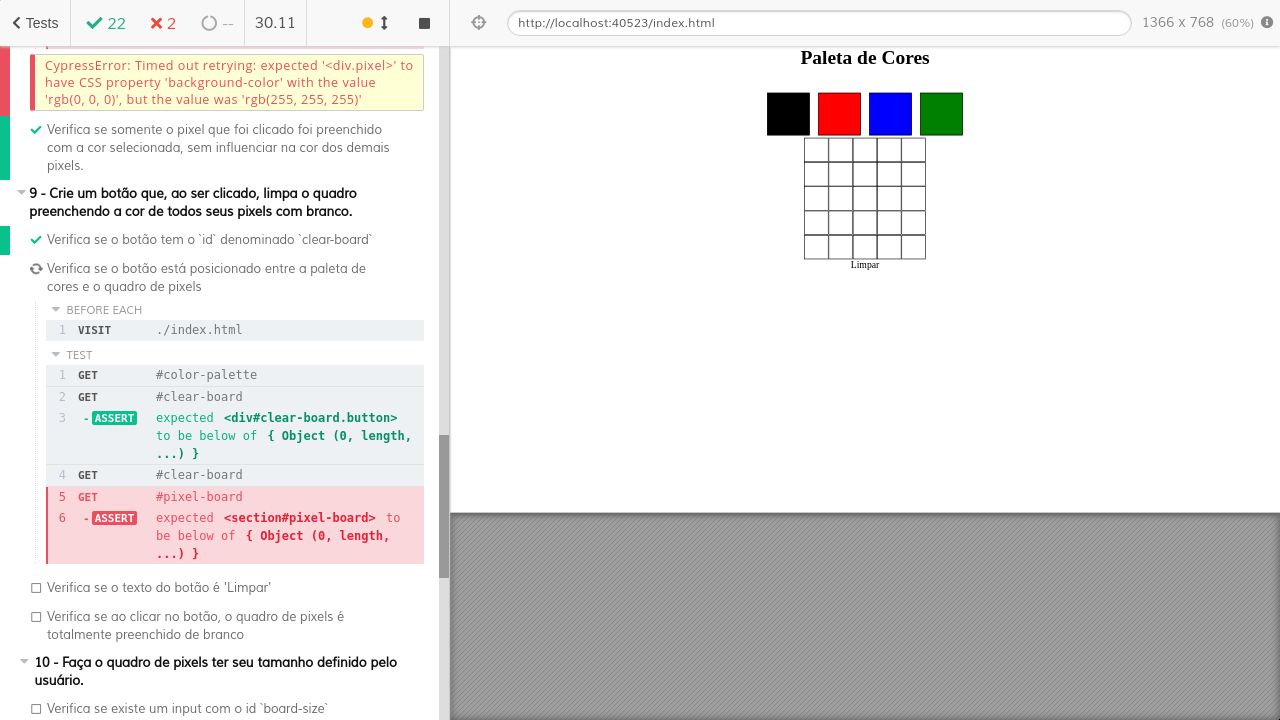 Tests
22
2
--
30.11
http://localhost:40523/index.html
1366 x 768 (60%)
CypressError: Timed out retrying: expected '<div.pixel>' to
have CSS property 'background-color' with the value
'rgb(0, 0, 0)', but the value was 'rgb(255, 255, 255)'
Verifica se somente o pixel que foi clicado foi preenchido
com a cor selecionada, sem influenciar na cor dos demais
pixels.
9 - Crie um botão que, ao ser clicado, limpa o quadro
preenchendo a cor de todos seus pixels com branco.
Verifica se o botão tem o `id` denominado `clear-board`
Verifica se o botão está posicionado entre a paleta de
cores e o quadro de pixels
BEFORE EACH
1 VISIT ./index.html
TEST
1 GET #color-palette
2 GET #clear-board
3 -ASSERT expected <div#clear-board.button>
to be below of { Object (0, length,
...) }
4 GET #clear-board
5 GET #pixel-board
6 -ASSERT expected <section#pixel-board> to
be below of { Object (0, length,
...) }
Verifica se o texto do botão é 'Limpar'
Verifica se ao clicar no botão, o quadro de pixels é
totalmente preenchido de branco
10 - Faça o quadro de pixels ter seu tamanho definido pelo
usuário.
Verifica se existe um input com o id `board-size`
Paleta de Cores
Limpar